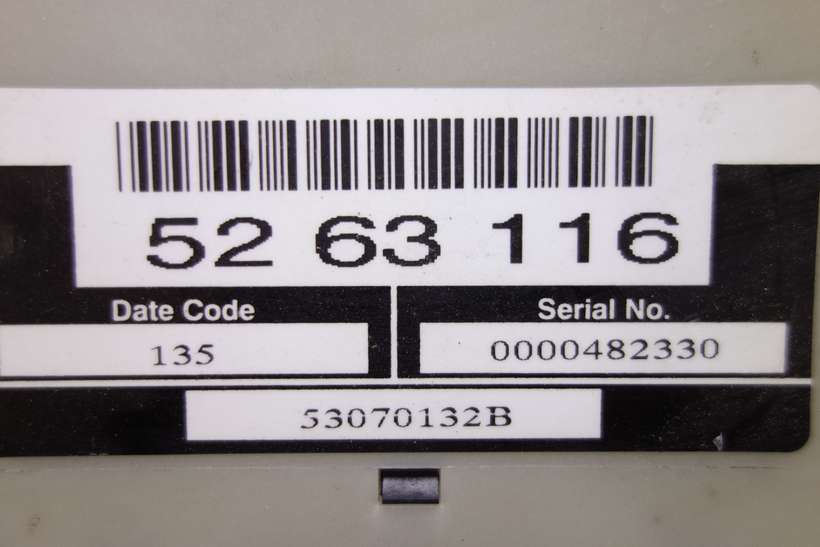 52 63 116
Date Code Serial No.
135 0000482330
53070132B